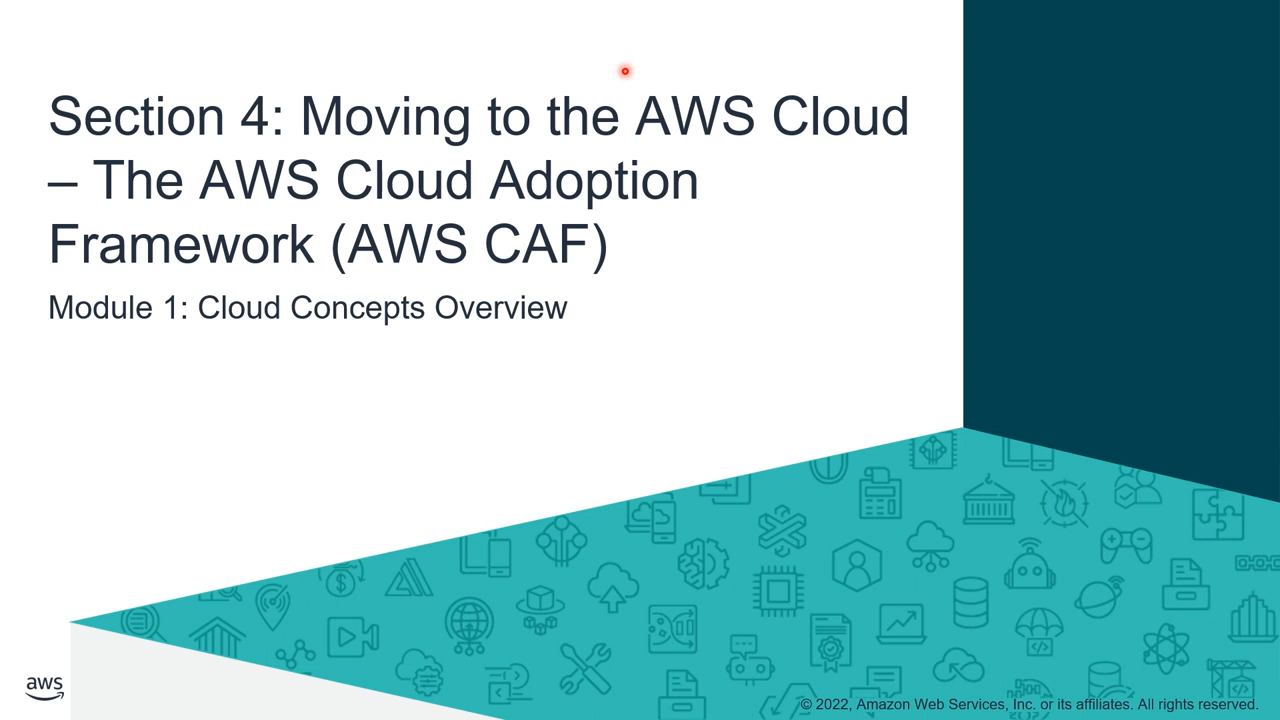 Section 4: Moving to the AWS Cloud
– The AWS Cloud Adoption
Framework (AWS CAF)
Module 1: Cloud Concepts Overview
aws
© 2022, Amazon Web Services, Inc. or its affiliates. All rights reserved.